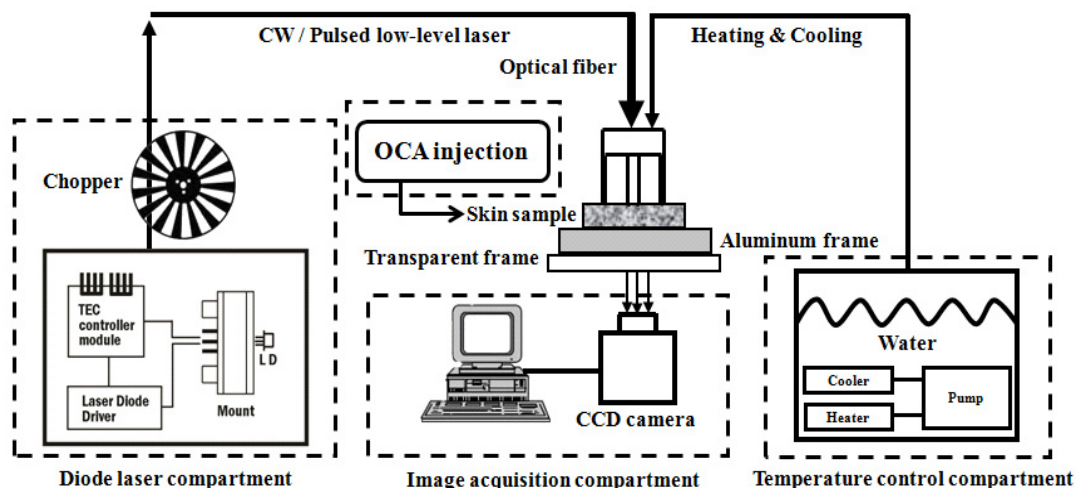 CW / Pulsed low-level laser
Heating & Cooling
Optical fiber
Chopper
OCA injection
Skin sample
Aluminum frame
Transparent frame
TEC
controller
module
L D
Laser Diode
Driver
Mount
CCD camera
Water
Cooler
Heater
Pump
Diode laser compartment
Image acquisition compartment
Temperature control compartment